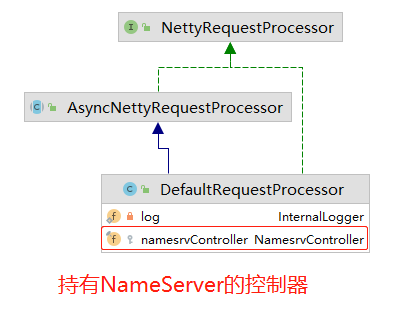 NettyRequestProcessor
AsyncNettyRequestProcessor
DefaultRequestProcessor
log InternalLogger
namesrvController NamesrvController
持有NameServer的控制器